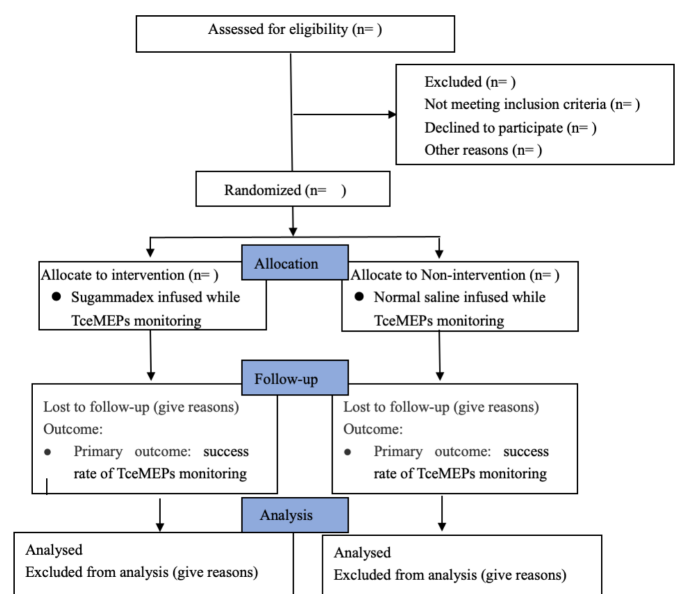 Assessed for eligibility (n= )
Excluded (n= )
Not meeting inclusion criteria (n= )
Declined to participate (n= )
Other reasons (n= )
Randomized (n= )
Allocation
Allocate to intervention (n= )
● Sugammadex infused while
TceMEPs monitoring
Allocate to Non-intervention (n= )
● Normal saline infused while
TceMEPs monitoring
Follow-up
Lost to follow-up (give reasons)
Outcome:
● Primary outcome: success
rate of TceMEPs monitoring
Lost to follow-up (give reasons)
Outcome:
● Primary outcome: success
rate of TceMEPs monitoring
Analysis
Analysed
Excluded from analysis (give reasons)
Analysed
Excluded from analysis (give reasons)